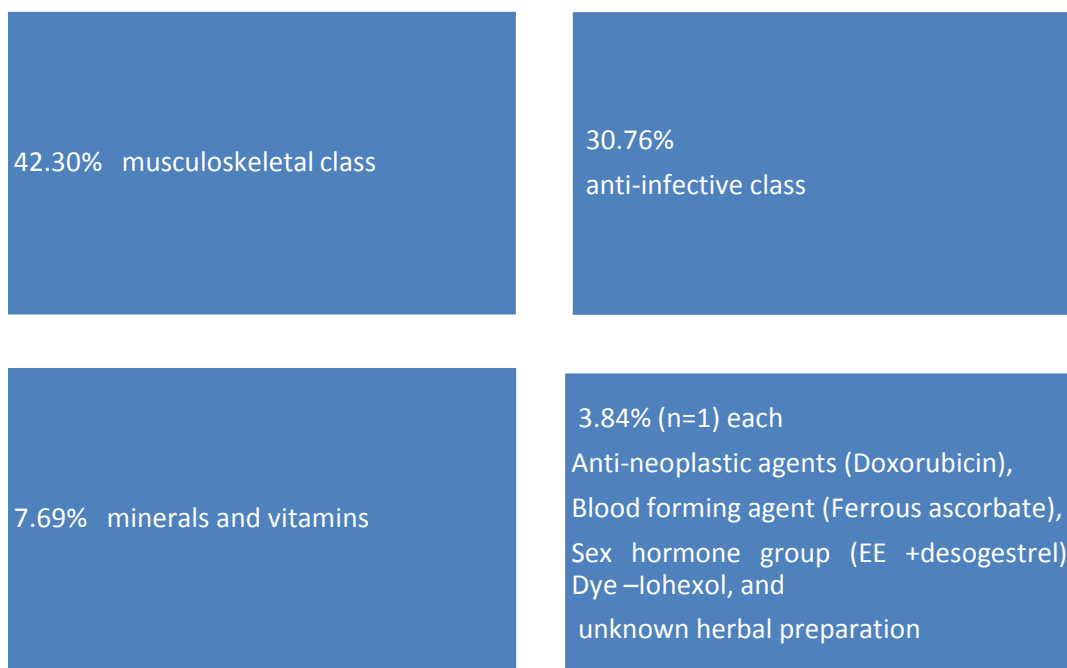 42.30%   musculoskeletal class
30.76%
anti-infective class
7.69%   minerals and vitamins
3.84% (n=1) each
Anti-neoplastic agents (Doxorubicin),
Blood forming agent (Ferrous ascorbate),
Sex hormone group (EE +desogestrel)
Dye –Iohexol, and
unknown herbal preparation